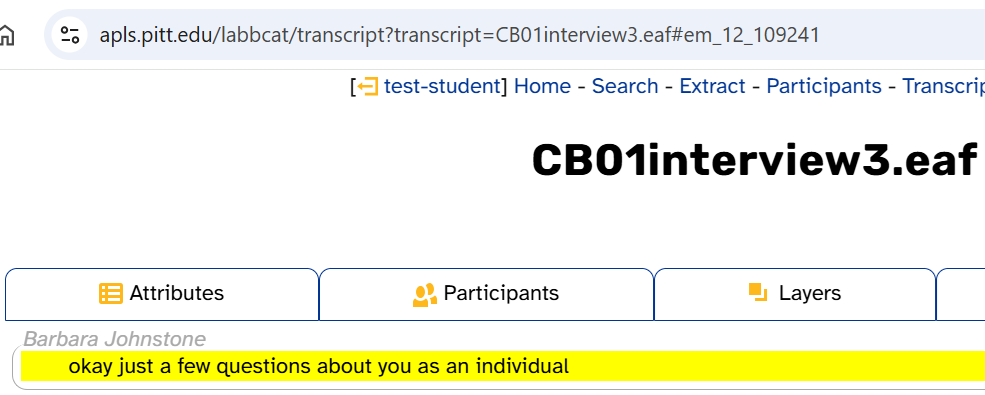 apls.pitt.edu/labbcat/transcript?transcript=CB01interview3.eaf#em_12_109241
[test-student] Home - Search - Extract - Participants - Transcrip
CB01interview3.eaf
Attributes Participants Layers
Barbara Johnstone
okay just a few questions about you as an individual